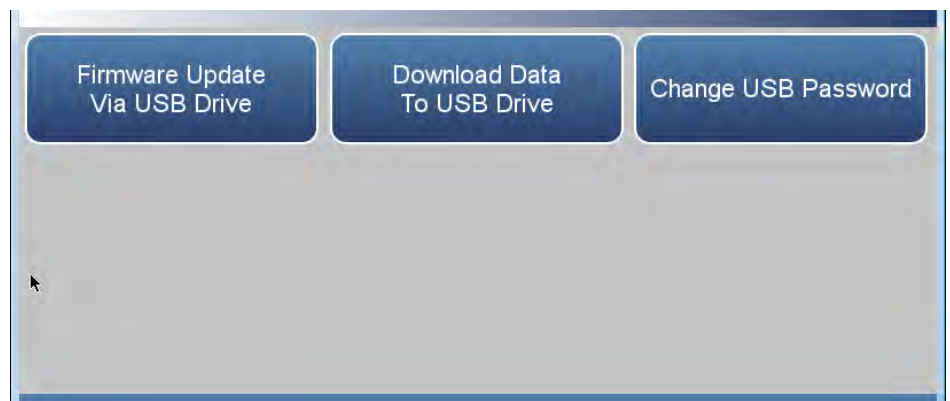 Firmware Update
Via USB Drive
Download Data
To USB Drive
Change USB Password